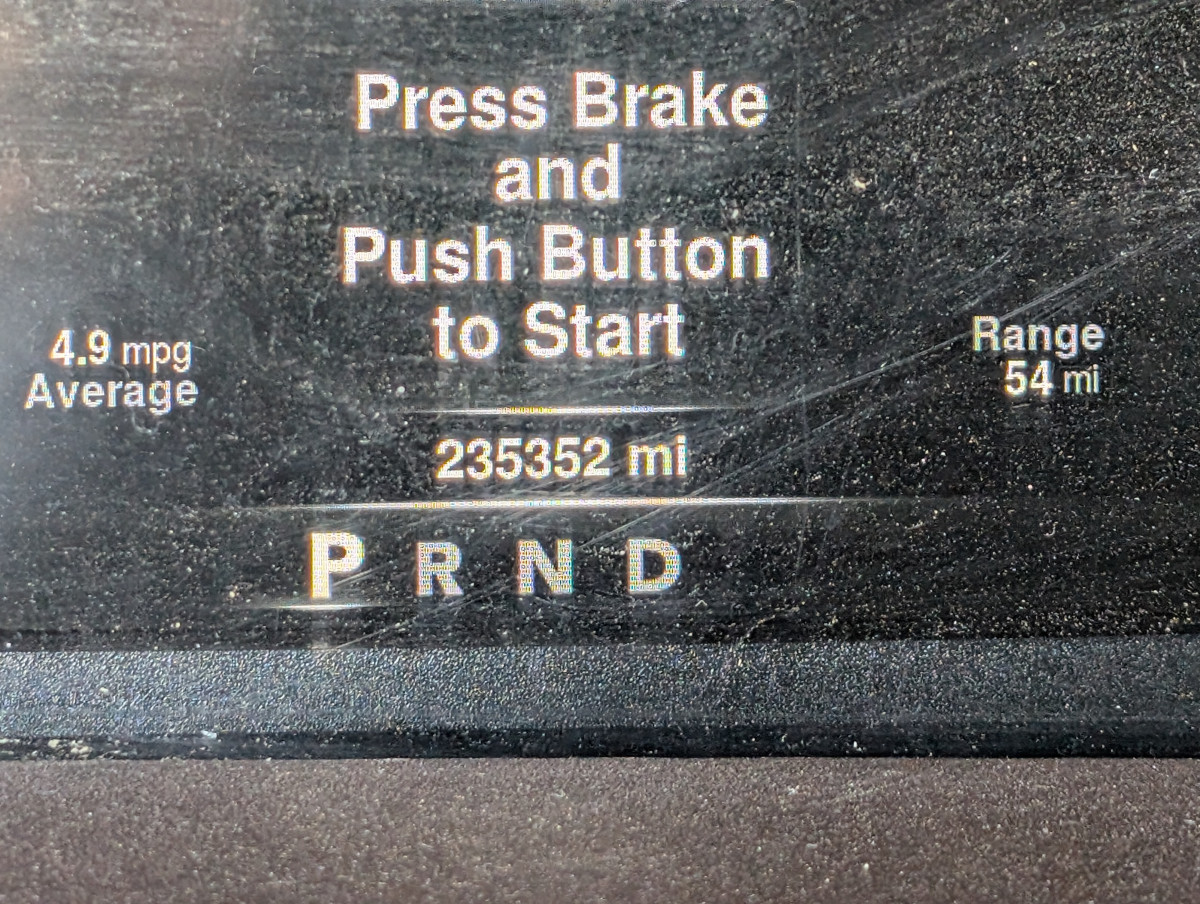 Press Brake
and
Push Button
to Start
4.9 mpg
Average
Range
54 mi
235352 mi
P R N D